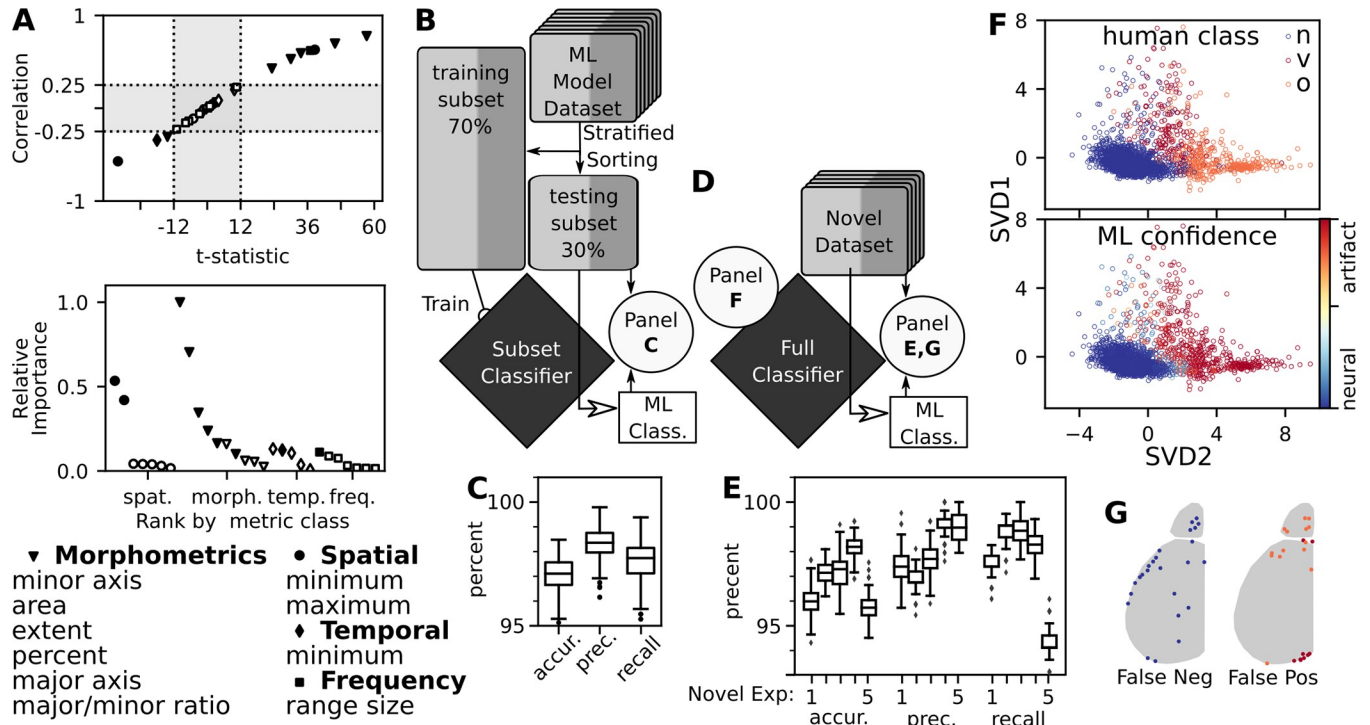 A
Correlation
1
0.25
-0.25
-1
-12 12 36 60
t-statistic
Relative
Importance
1.0
0.5
0.0
spat. morph. temp. freq.
Rank by metric class
Morphometrics
minor axis
area
extent
percent
major axis
major/minor ratio
Spatial
minimum
maximum
Temporal
minimum
Frequency
range size
B
training
subset
70%
ML
Model
Dataset
Stratified
Sorting
testing
subset
30%
Train
Subset
Classifier
Panel
C
ML
Class.
C
percent
100
95
accur.
prec.
recall
D
Novel
Dataset
Panel
F
Full
Classifier
Panel
E,G
ML
Class.
E
precent
100
95
Novel Exp: 1 5 1 5 1 5
accur. prec. recall
F
SVD1
8
4
0
human class
n
v
o
8
4
0
ML confidence
artifact
neural
−4 0 4 8
SVD2
G
False Neg
False Pos